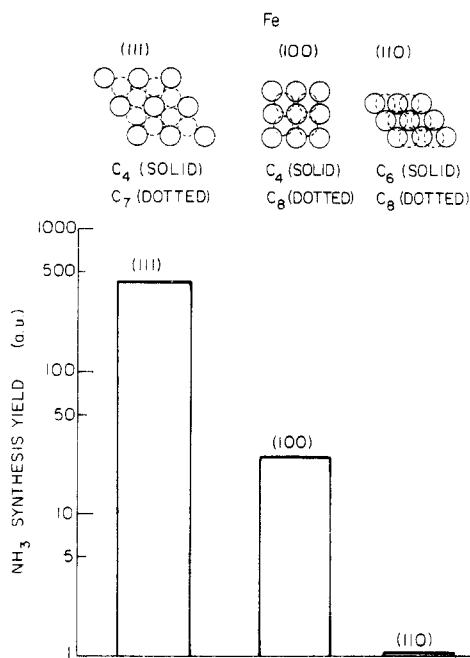 Fe
(111) (100) (110)
C4 (SOLID) C4 (SOLID) C6 (SOLID)
C7 (DOTTED) C8 (DOTTED) C8 (DOTTED)
NH3 SYNTHESIS YIELD (a.u.)
1000
500
100
50
10
5
1
(111)
(100)
(110)